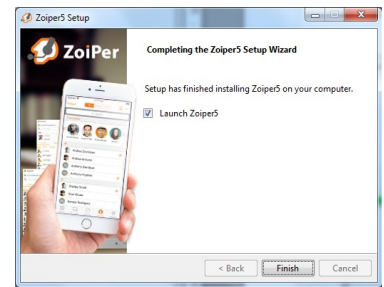 Zoiper5 Setup
ZoiPer
Completing the Zoiper5 Setup Wizard
Setup has finished installing Zoiper5 on your computer.
Launch Zoiper5
< Back
Finish
Cancel